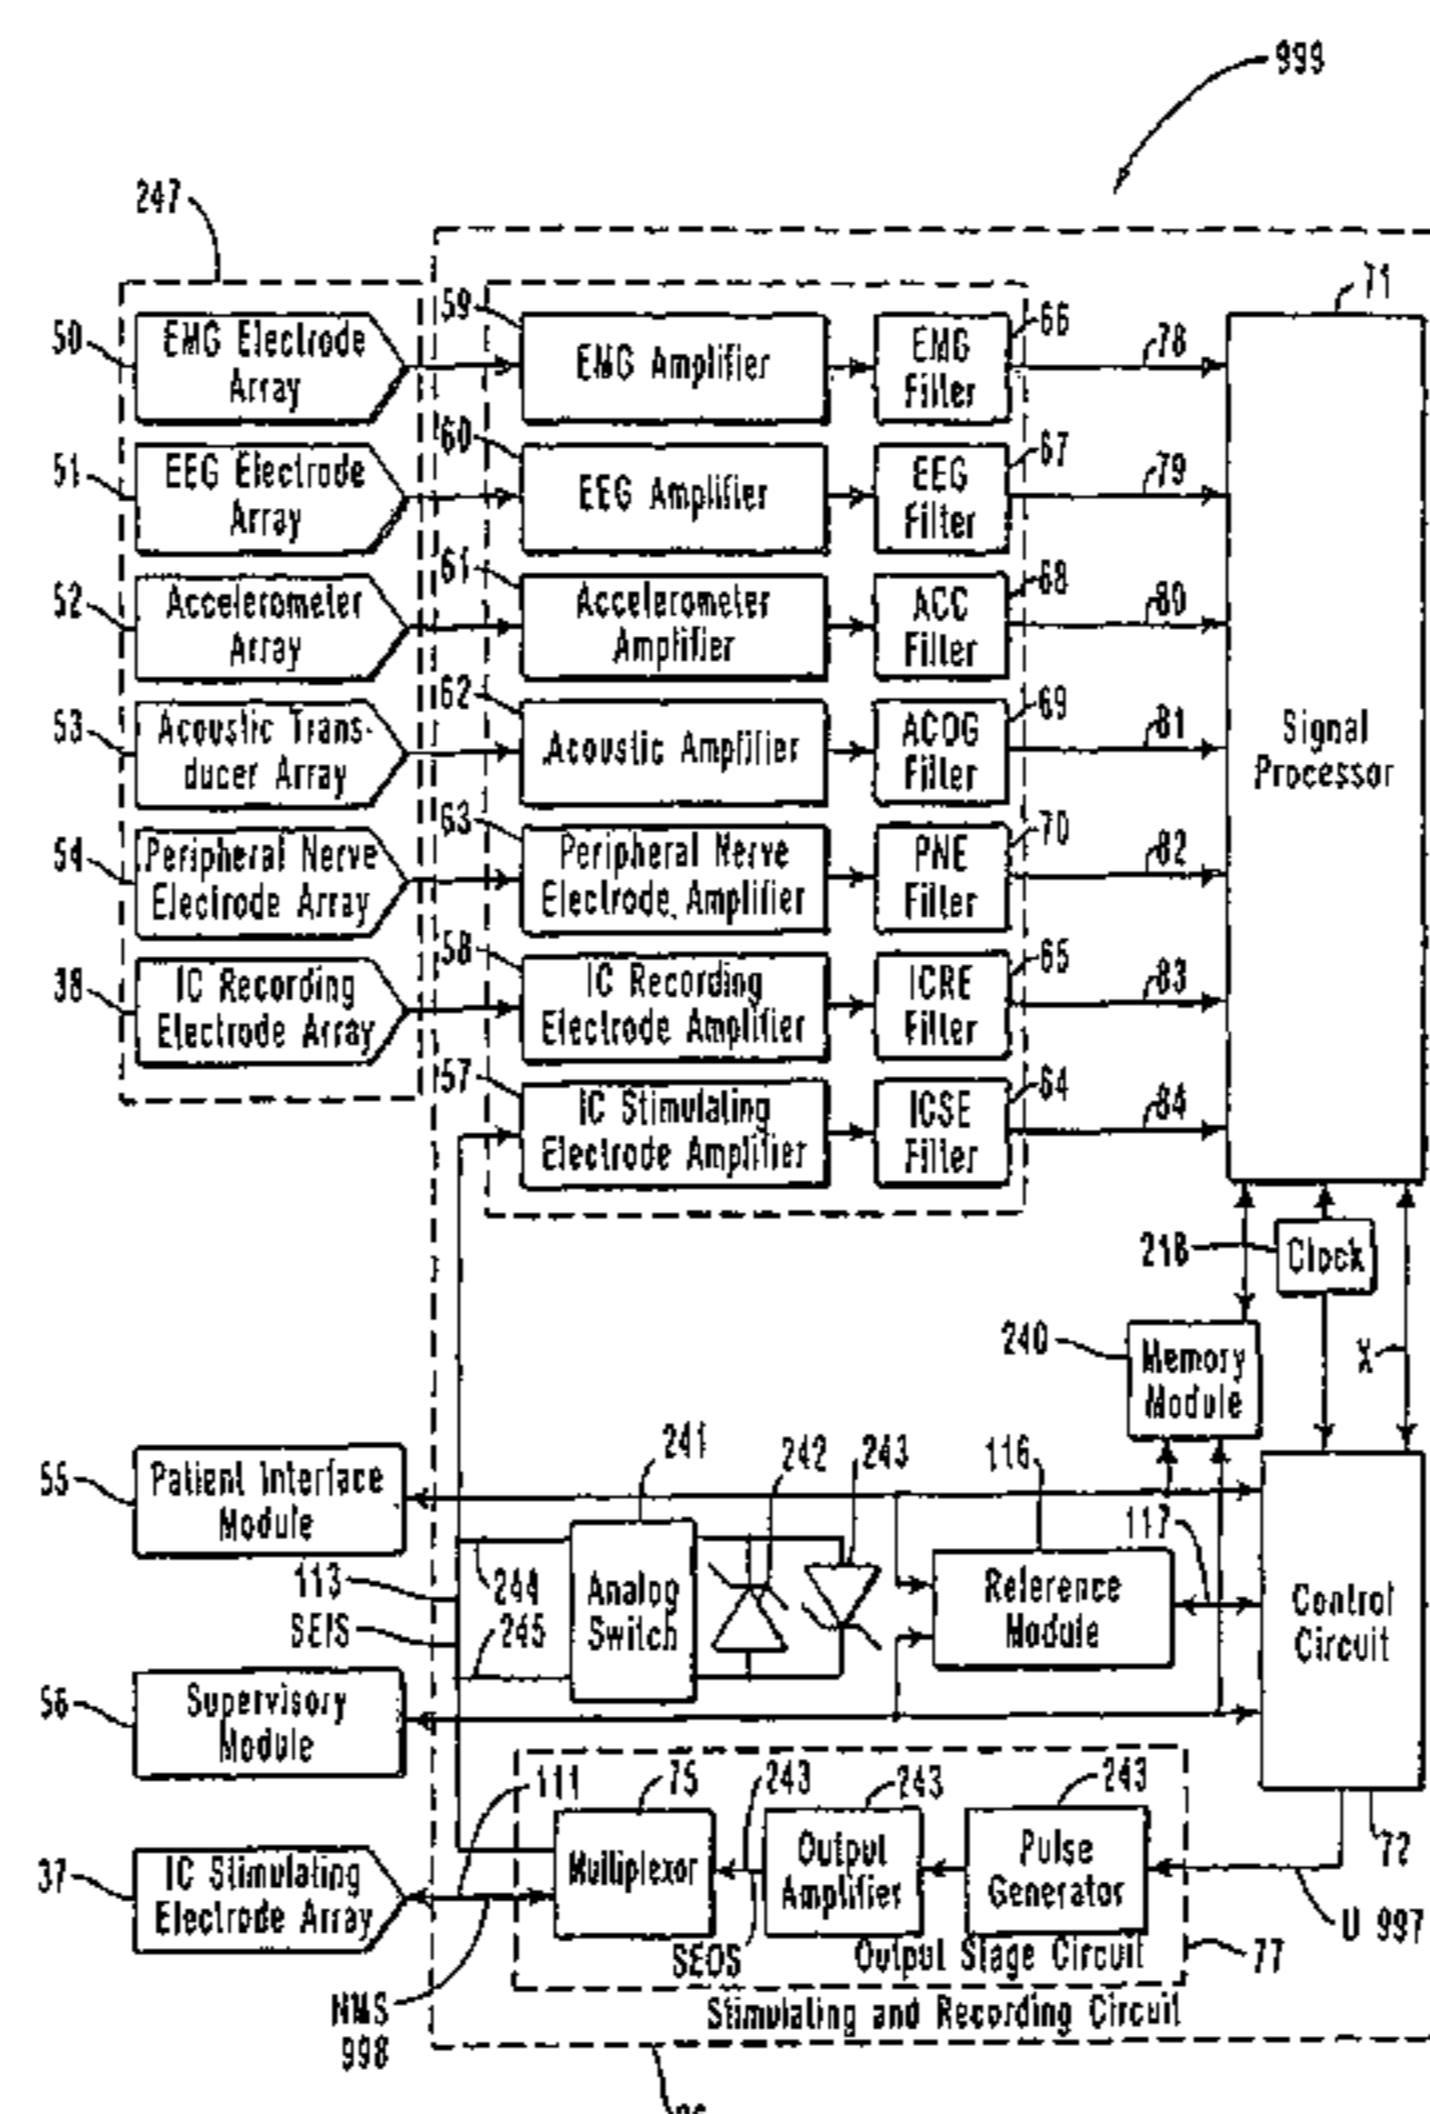 999
247
71
50
EMG Electrode
Array
59
EMG Amplifier
EMG
Filter
66
78
51
EEG Electrode
Array
60
EEG Amplifier
EEG
Filter
67
79
52
Accelerometer
Array
61
Accelerometer
Amplifier
ACC
Filter
68
80
53
Acoustic Trans-
ducer Array
62
Acoustic Amplifier
ACOG
Filter
69
81
Signal
Processor
54
Peripheral Nerve
Electrode Array
63
Peripheral Nerve
Electrode Amplifier
PNE
Filter
70
82
38
IC Recording
Electrode Array
58
IC Recording
Electrode Amplifier
ICRE
Filter
65
83
57
IC Stimulating
Electrode Amplifier
ICSE
Filter
64
84
218
Clock
240
Memory
Module
X
55
Patient Interface
Module
241
242
243
116
117
113
SEIS
244
245
Analog
Switch
Reference
Module
Control
Circuit
56
Supervisory
Module
111
75
243
243
243
72
37
IC Stimulating
Electrode Array
Multiplexor
Output
Amplifier
Pulse
Generator
U 997
SEOS
Output Stage Circuit
77
NMS
998
Stimulating and Recording Circuit